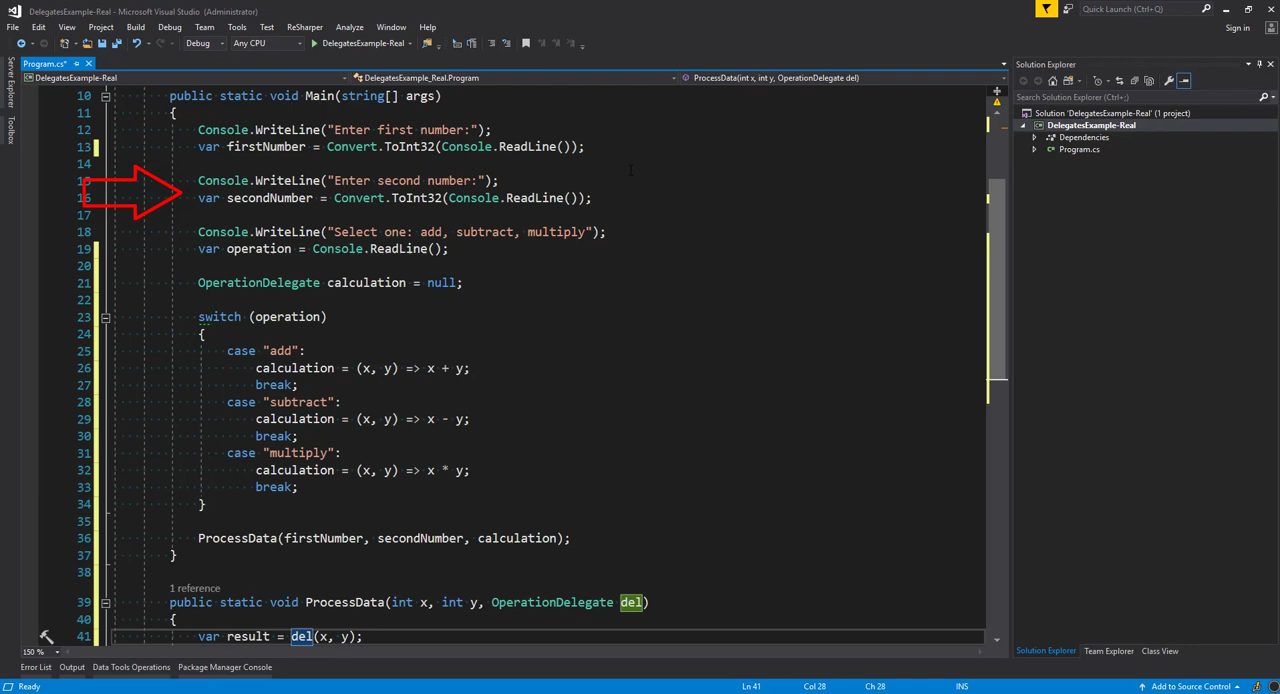 DelegatesExample-Real - Microsoft Visual Studio (Administrator)
Quick Launch (Ctrl+Q)
File Edit View Project Build Debug Team Tools Test ReSharper Analyze Window Help
Sign in
Debug Any CPU DelegatesExample-Real
Program.cs*
DelegatesExample-Real DelegatesExample_Real.Program ProcessData(int x, int y, OperationDelegate del)
Server Explorer
Toolbox
10 public static void Main(string[] args)
11 {
12 Console.WriteLine("Enter first number:");
13 var firstNumber = Convert.ToInt32(Console.ReadLine());
14
15 Console.WriteLine("Enter second number:");
16 var secondNumber = Convert.ToInt32(Console.ReadLine());
17
18 Console.WriteLine("Select one: add, subtract, multiply");
19 var operation = Console.ReadLine();
20
21 OperationDelegate calculation = null;
22
23 switch (operation)
24 {
25 case "add":
26 calculation = (x, y) => x + y;
27 break;
28 case "subtract":
29 calculation = (x, y) => x - y;
30 break;
31 case "multiply":
32 calculation = (x, y) => x * y;
33 break;
34 }
35
36 ProcessData(firstNumber, secondNumber, calculation);
37 }
38
1 reference
39 public static void ProcessData(int x, int y, OperationDelegate del)
40 {
41 var result = del(x, y);
150 %
Solution Explorer
Search Solution Explorer (Ctrl+;)
Solution 'DelegatesExample-Real' (1 project)
DelegatesExample-Real
Dependencies
Program.cs
Solution Explorer Team Explorer Class View
Error List Output Data Tools Operations Package Manager Console
Ready Ln 41 Col 28 Ch 28 INS Add to Source Control